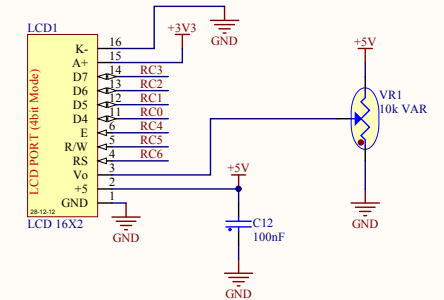 LCD1
LCD PORT (4bit Mode)
K- 16 GND
A+ 15 +3V3
D7 14 RC3
D6 13 RC2
D5 12 RC1
D4 11 RC0
E 6 RC4
R/W 5 RC5
RS 4 RC6
Vo 3
+5 2 +5V
GND 1
28-12-12
LCD 16X2
GND
C12
100nF
GND
+5V
VR1
10k VAR
GND